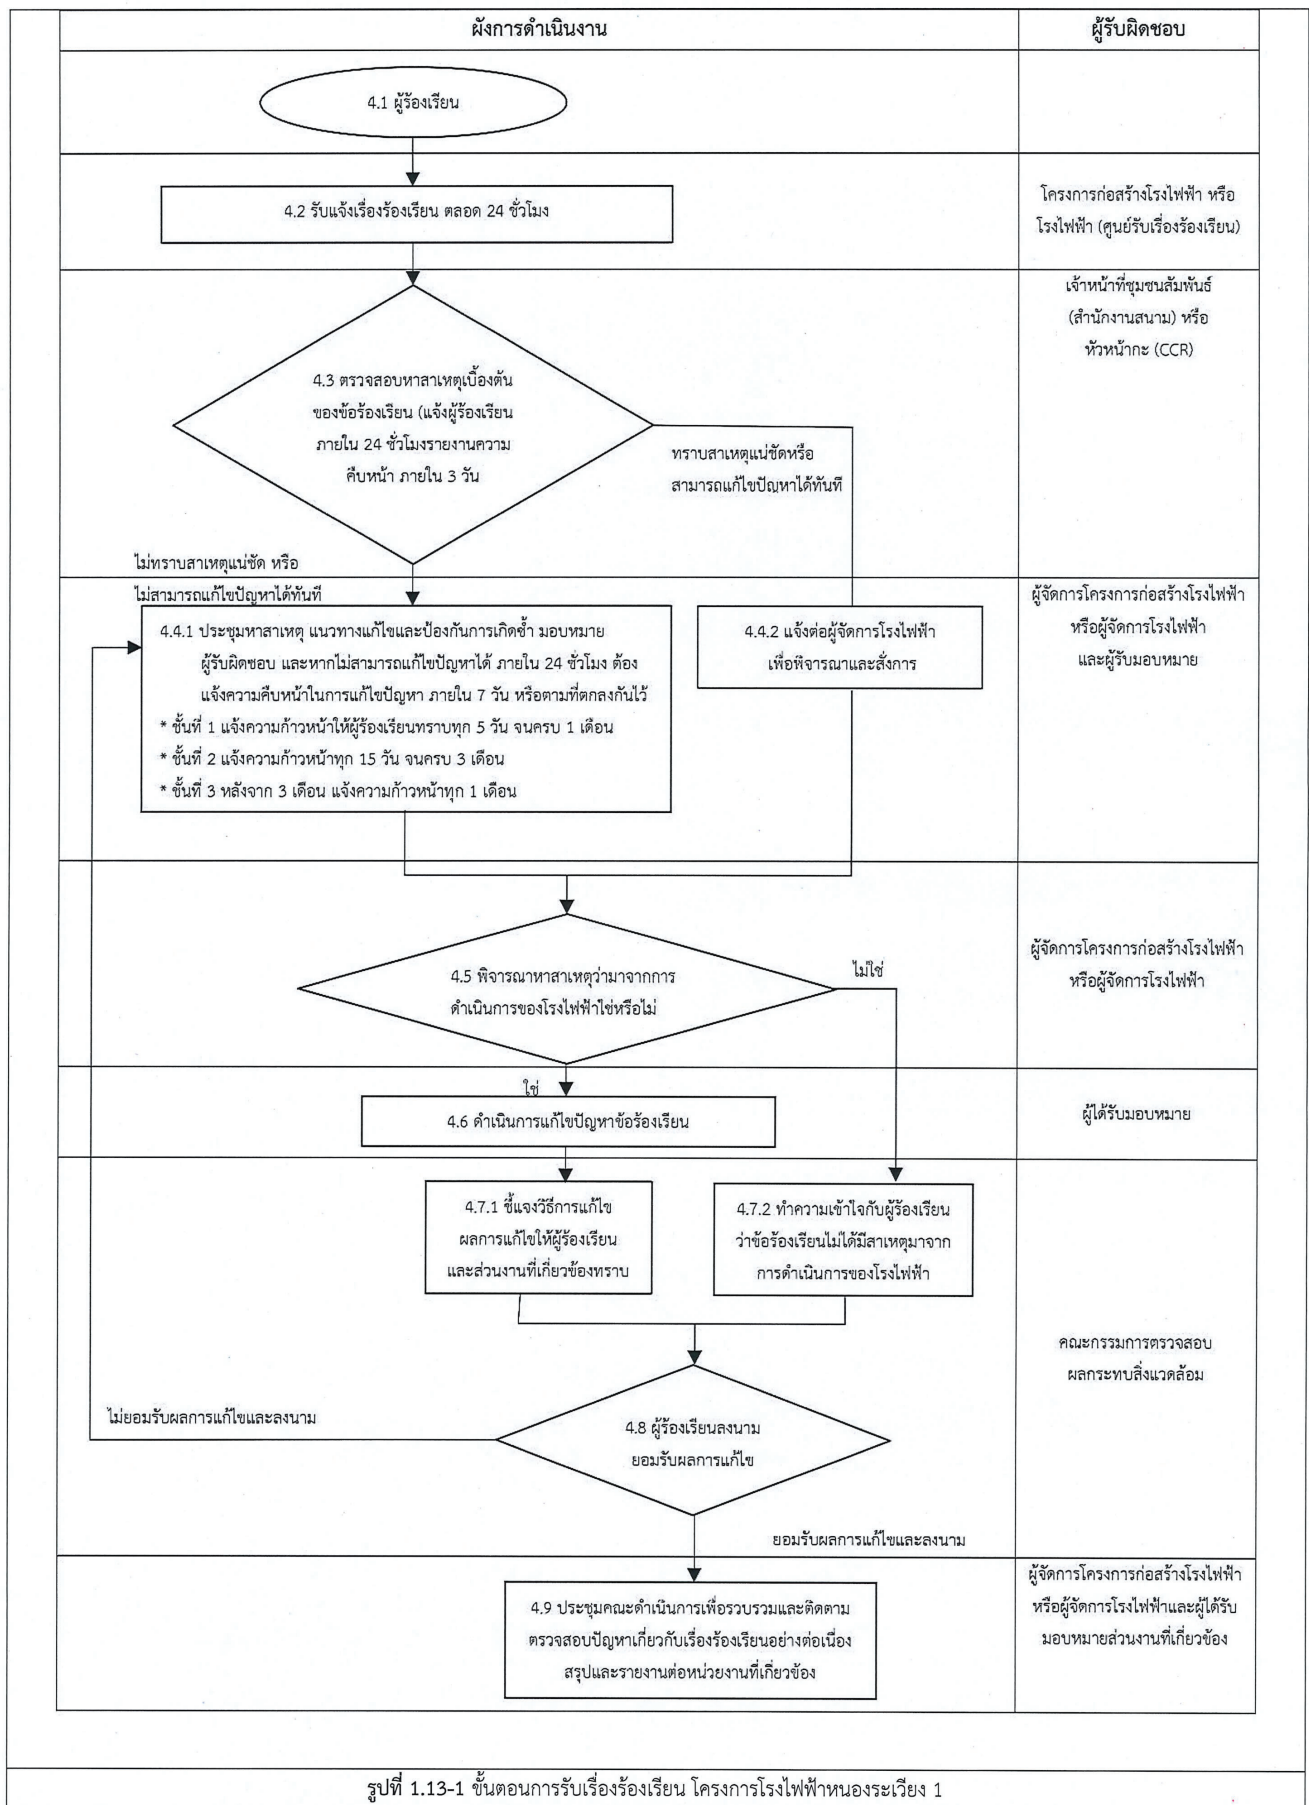 ผังการดำเนินงาน
ผู้รับผิดชอบ
4.1 ผู้ร้องเรียน
4.2 รับแจ้งเรื่องร้องเรียน ตลอด 24 ชั่วโมง
โครงการก่อสร้างโรงไฟฟ้า หรือ
โรงไฟฟ้า (ศูนย์รับเรื่องร้องเรียน)
4.3 ตรวจสอบหาสาเหตุเบื้องต้น
ของข้อร้องเรียน (แจ้งผู้ร้องเรียน
ภายใน 24 ชั่วโมงรายงานความ
คืบหน้า ภายใน 3 วัน
เจ้าหน้าที่ชุมชนสัมพันธ์
(สำนักงานสนาม) หรือ
หัวหน้ากะ (CCR)
ทราบสาเหตุแน่ชัดหรือ
สามารถแก้ไขปัญหาได้ทันที
ไม่ทราบสาเหตุแน่ชัด หรือ
ไม่สามารถแก้ไขปัญหาได้ทันที
4.4.1 ประชุมหาสาเหตุ แนวทางแก้ไขและป้องกันการเกิดซ้ำ มอบหมาย
ผู้รับผิดชอบ และหากไม่สามารถแก้ไขปัญหาได้ ภายใน 24 ชั่วโมง ต้อง
แจ้งความคืบหน้าในการแก้ไขปัญหา ภายใน 7 วัน หรือตามที่ตกลงกันไว้
* ชั้นที่ 1 แจ้งความก้าวหน้าให้ผู้ร้องเรียนทราบทุก 5 วัน จนครบ 1 เดือน
* ชั้นที่ 2 แจ้งความก้าวหน้าทุก 15 วัน จนครบ 3 เดือน
* ชั้นที่ 3 หลังจาก 3 เดือน แจ้งความก้าวหน้าทุก 1 เดือน
4.4.2 แจ้งต่อผู้จัดการโรงไฟฟ้า
เพื่อพิจารณาและสั่งการ
ผู้จัดการโครงการก่อสร้างโรงไฟฟ้า
หรือผู้จัดการโรงไฟฟ้า
และผู้รับมอบหมาย
4.5 พิจารณาหาสาเหตุว่ามาจากการ
ดำเนินการของโรงไฟฟ้าใช่หรือไม่
ไม่ใช่
ผู้จัดการโครงการก่อสร้างโรงไฟฟ้า
หรือผู้จัดการโรงไฟฟ้า
ใช่
4.6 ดำเนินการแก้ไขปัญหาข้อร้องเรียน
ผู้ได้รับมอบหมาย
4.7.1 ชี้แจงวิธีการแก้ไข
ผลการแก้ไขให้ผู้ร้องเรียน
และส่วนงานที่เกี่ยวข้องทราบ
4.7.2 ทำความเข้าใจกับผู้ร้องเรียน
ว่าข้อร้องเรียนไม่ได้มีสาเหตุมาจาก
การดำเนินการของโรงไฟฟ้า
คณะกรรมการตรวจสอบ
ผลกระทบสิ่งแวดล้อม
ไม่ยอมรับผลการแก้ไขและลงนาม
4.8 ผู้ร้องเรียนลงนาม
ยอมรับผลการแก้ไข
ยอมรับผลการแก้ไขและลงนาม
4.9 ประชุมคณะดำเนินการเพื่อรวบรวมและติดตาม
ตรวจสอบปัญหาเกี่ยวกับเรื่องร้องเรียนอย่างต่อเนื่อง
สรุปและรายงานต่อหน่วยงานที่เกี่ยวข้อง
ผู้จัดการโครงการก่อสร้างโรงไฟฟ้า
หรือผู้จัดการโรงไฟฟ้าและผู้ได้รับ
มอบหมายส่วนงานที่เกี่ยวข้อง
รูปที่ 1.13-1 ขั้นตอนการรับเรื่องร้องเรียน โครงการโรงไฟฟ้าหนองระเวียง 1